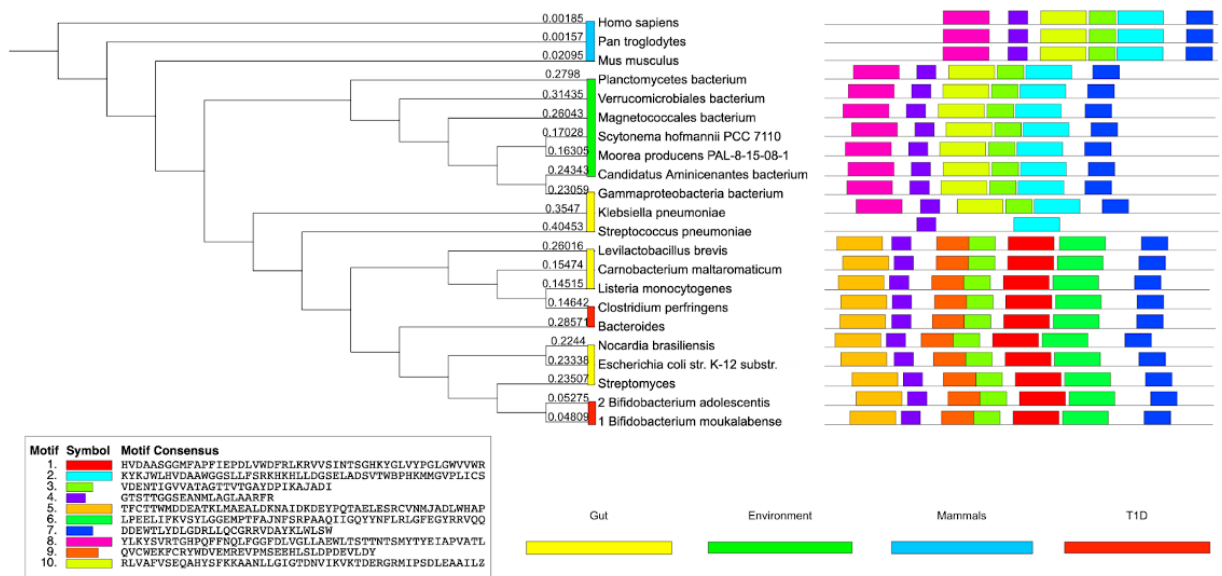 0.00185 Homo sapiens
0.00157 Pan troglodytes
0.02095 Mus musculus
0.2798 Planctomycetes bacterium
0.31435 Verrucomicrobiales bacterium
0.26043 Magnetococcales bacterium
0.17028 Scytonema hofmannii PCC 7110
0.16305 Moorea producens PAL-8-15-08-1
0.24343 Candidatus Aminicenantes bacterium
0.23059 Gammaproteobacteria bacterium
0.3547 Klebsiella pneumoniae
0.40453 Streptococcus pneumoniae
0.26016 Levilactobacillus brevis
0.15474 Carnobacterium maltaromaticum
0.14515 Listeria monocytogenes
0.14642 Clostridium perfringens
0.28571 Bacteroides
0.2244 Nocardia brasiliensis
0.23338 Escherichia coli str. K-12 substr.
0.23507 Streptomyces
0.05275 2 Bifidobacterium adolescentis
0.04809 1 Bifidobacterium moukalabense
Motif Symbol Motif Consensus
1. HVDAASGGMFAPFIEPDLVWDFRLKRVVSINTSGHKYGLVYPGLGWVVWR
2. KYKJWLHVDAAWGGSLLFSRKHKHLLDGSELADSVTWBPHKMMGVPLICS
3. VDENTIGVVATAGTTVTGAYDPIKAJADI
4. GTSTTGGSEANMLAGLAARFR
5. TFCTTWMDDEATKLMAEALDKNAIDKDEYPQTAELESRCVNMJADLWHAP
6. LPEELIFKVSYLGGEMPTFAJNFSRPAAQIIGQYYNFLRLGFEGYRRVQQ
7. DDEWTLYDLGDRLLQCGRRVDAYKLWLSW
8. YLKYSVRTGHPQFFNQLFGGFDLVGLLAEWLTSTTNTSMYTYEIAPVATL
9. QVCWEKFCRYWDVEMREVPMSEEHLSLDPDEVLDY
10. RLVAFVSEQAHYSFKKAANLLGIGTDNVIKVKTDERGRMIPSDLEAAILZ
Gut Environment Mammals T1D